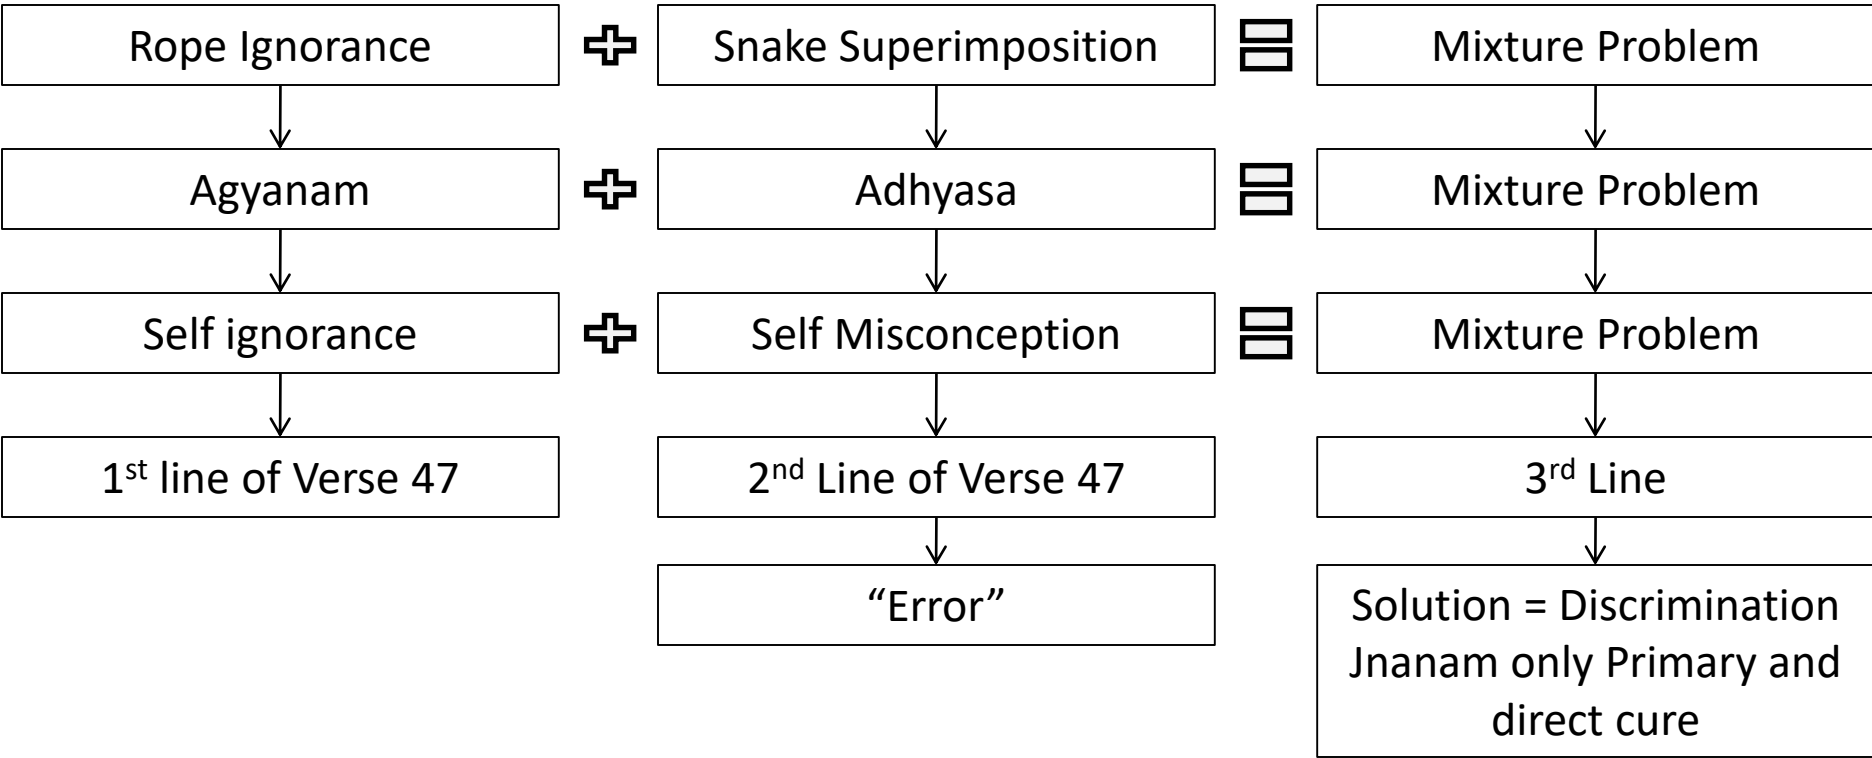 Rope Ignorance
Snake Superimposition
Mixture Problem
Agyanam
Adhyasa
Mixture Problem
Self ignorance
Self Misconception
Mixture Problem
1st line of Verse 47
2nd Line of Verse 47
3rd Line
“Error”
Solution = Discrimination
Jnanam only Primary and
direct cure